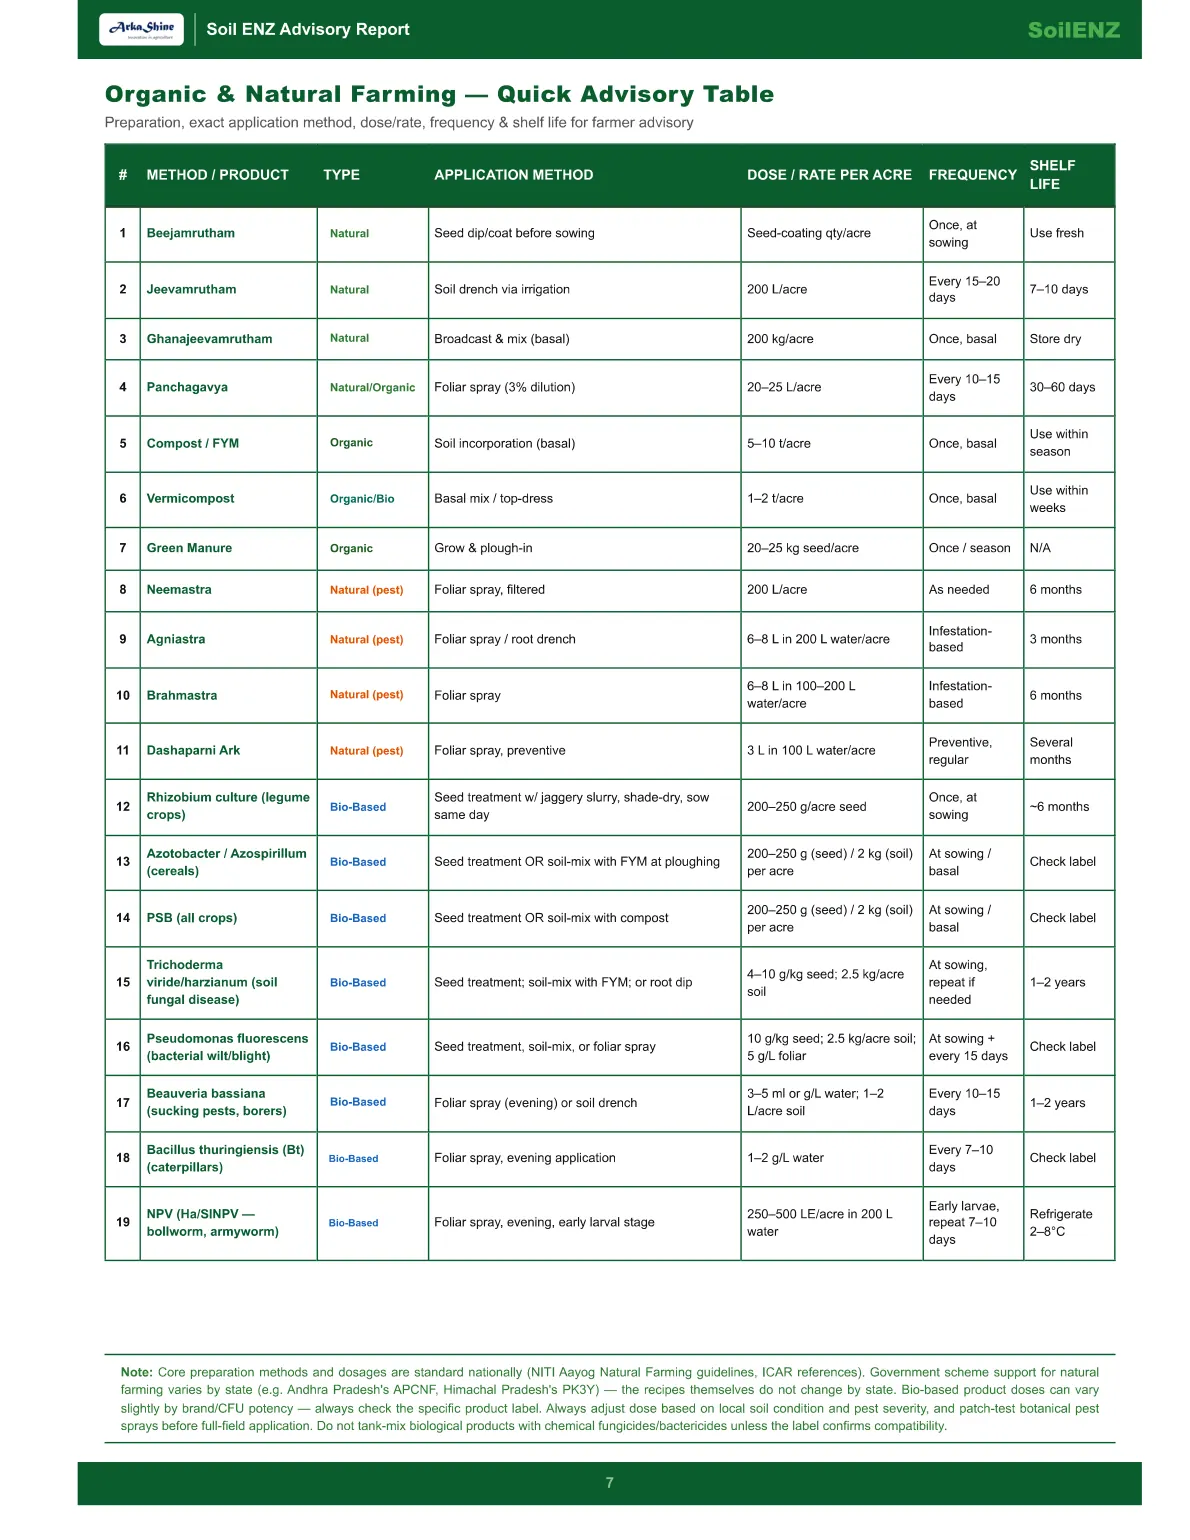 ArkaShine
innovation in agriculture
Soil ENZ Advisory Report
SoilENZ
Organic & Natural Farming — Quick Advisory Table
Preparation, exact application method, dose/rate, frequency & shelf life for farmer advisory
# METHOD / PRODUCT TYPE APPLICATION METHOD DOSE / RATE PER ACRE FREQUENCY SHELF LIFE
1 Beejamrutham Natural Seed dip/coat before sowing Seed-coating qty/acre Once, at sowing Use fresh
2 Jeevamrutham Natural Soil drench via irrigation 200 L/acre Every 15–20 days 7–10 days
3 Ghanajeevamrutham Natural Broadcast & mix (basal) 200 kg/acre Once, basal Store dry
4 Panchagavya Natural/Organic Foliar spray (3% dilution) 20–25 L/acre Every 10–15 days 30–60 days
5 Compost / FYM Organic Soil incorporation (basal) 5–10 t/acre Once, basal Use within season
6 Vermicompost Organic/Bio Basal mix / top-dress 1–2 t/acre Once, basal Use within weeks
7 Green Manure Organic Grow & plough-in 20–25 kg seed/acre Once / season N/A
8 Neemastra Natural (pest) Foliar spray, filtered 200 L/acre As needed 6 months
9 Agniastra Natural (pest) Foliar spray / root drench 6–8 L in 200 L water/acre Infestation-based 3 months
10 Brahmastra Natural (pest) Foliar spray 6–8 L in 100–200 L water/acre Infestation-based 6 months
11 Dashaparni Ark Natural (pest) Foliar spray, preventive 3 L in 100 L water/acre Preventive, regular Several months
12 Rhizobium culture (legume crops) Bio-Based Seed treatment w/ jaggery slurry, shade-dry, sow same day 200–250 g/acre seed Once, at sowing ~6 months
13 Azotobacter / Azospirillum (cereals) Bio-Based Seed treatment OR soil-mix with FYM at ploughing 200–250 g (seed) / 2 kg (soil) per acre At sowing / basal Check label
14 PSB (all crops) Bio-Based Seed treatment OR soil-mix with compost 200–250 g (seed) / 2 kg (soil) per acre At sowing / basal Check label
15 Trichoderma viride/harzianum (soil fungal disease) Bio-Based Seed treatment; soil-mix with FYM; or root dip 4–10 g/kg seed; 2.5 kg/acre soil At sowing, repeat if needed 1–2 years
16 Pseudomonas fluorescens (bacterial wilt/blight) Bio-Based Seed treatment, soil-mix, or foliar spray 10 g/kg seed; 2.5 kg/acre soil; 5 g/L foliar At sowing + every 15 days Check label
17 Beauveria bassiana (sucking pests, borers) Bio-Based Foliar spray (evening) or soil drench 3–5 ml or g/L water; 1–2 L/acre soil Every 10–15 days 1–2 years
18 Bacillus thuringiensis (Bt) (caterpillars) Bio-Based Foliar spray, evening application 1–2 g/L water Every 7–10 days Check label
19 NPV (Ha/SINPV — bollworm, armyworm) Bio-Based Foliar spray, evening, early larval stage 250–500 LE/acre in 200 L water Early larvae, repeat 7–10 days Refrigerate 2–8°C
Note: Core preparation methods and dosages are standard nationally (NITI Aayog Natural Farming guidelines, ICAR references). Government scheme support for natural
farming varies by state (e.g. Andhra Pradesh's APCNF, Himachal Pradesh's PK3Y) — the recipes themselves do not change by state. Bio-based product doses can vary
slightly by brand/CFU potency — always check the specific product label. Always adjust dose based on local soil condition and pest severity, and patch-test botanical pest
sprays before full-field application. Do not tank-mix biological products with chemical fungicides/bactericides unless the label confirms compatibility.
7